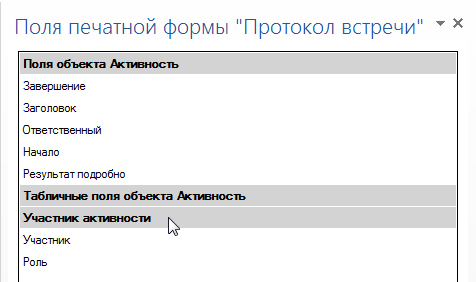 Поля печатной формы "Протокол встречи"
Поля объекта Активность
Завершение
Заголовок
Ответственный
Начало
Результат подробно
Табличные поля объекта Активность
Участник активности
Участник
Роль